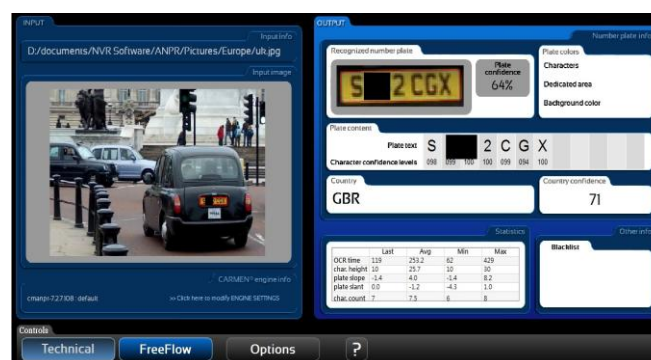 INPUT
Input info
D:/documents/NVR Software/ANPR/Pictures/Europe/uk.jpg
Input image
CARMEN® engine info
cmanpr-7.27.108 : default
>> Click here to modify ENGINE SETTINGS
OUTPUT
Number plate info
Recognized number plate
S 2 CGX
Plate confidence
64%
Plate colors
Characters
Dedicated area
Background color
Plate content
Plate text S 2 C G X
Character confidence levels 098 099 100 100 099 094 100
Country
GBR
Country confidence
71
Statistics
Last Avg Min Max
OCR time 119 253.2 62 429
char. height 10 25.7 10 30
plate slope -1.4 4.0 -1.4 8.2
plate slant 0.0 -1.2 -4.3 1.0
char. count 7 7.5 6 8
Other info
Blacklist
Controls
Technical
FreeFlow
Options
?